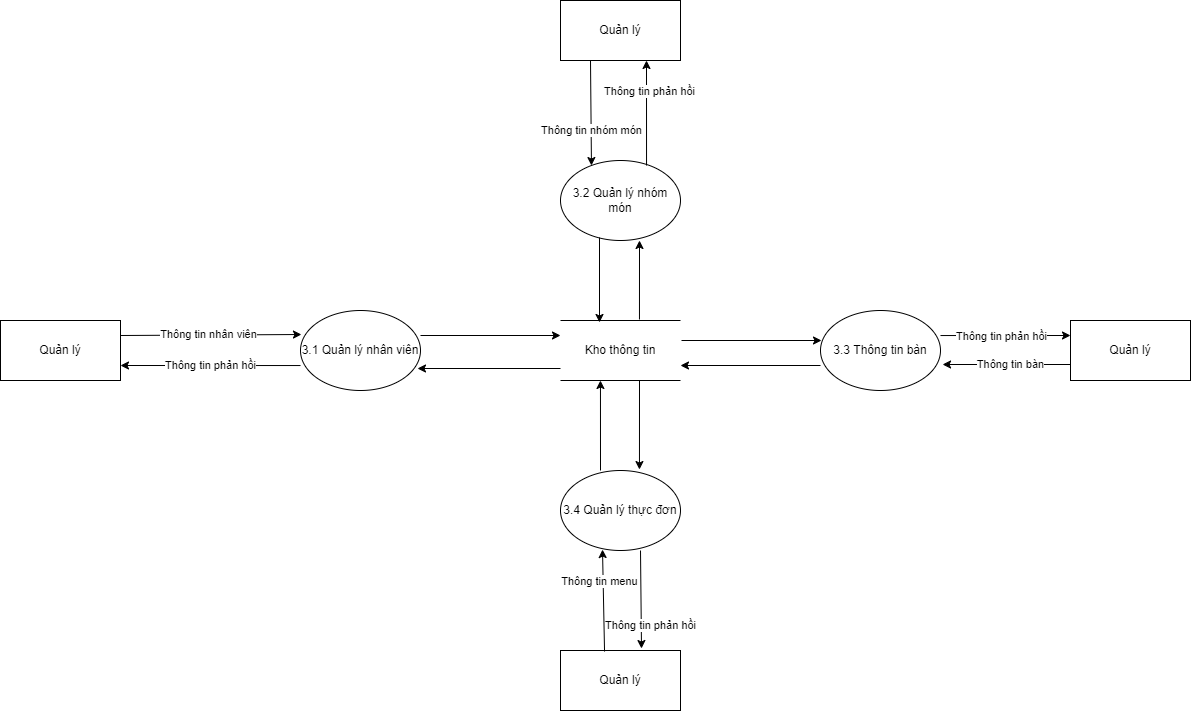 Quản lý
Thông tin phản hồi
Thông tin nhóm món
3.2 Quản lý nhóm
món
Quản lý
Thông tin nhân viên
Thông tin phản hồi
3.1 Quản lý nhân viên
Kho thông tin
3.3 Thông tin bàn
Thông tin phản hồi
Thông tin bàn
Quản lý
3.4 Quản lý thực đơn
Thông tin menu
Thông tin phản hồi
Quản lý